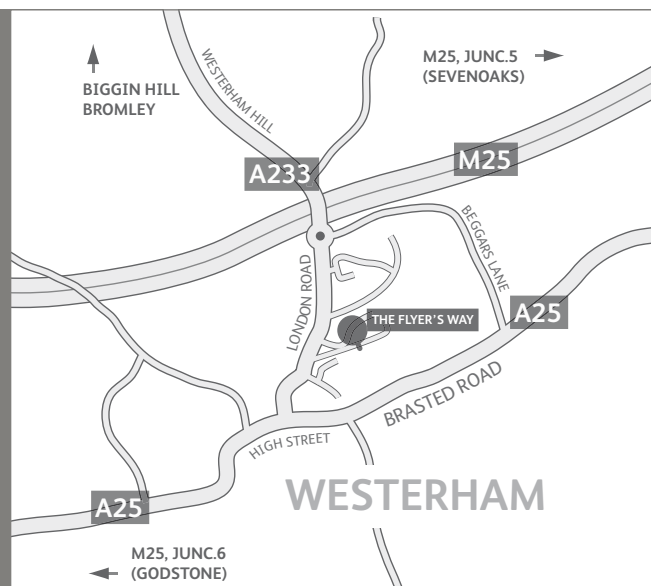 M25, JUNC.5
(SEVENOAKS)
BIGGIN HILL
BROMLEY
WESTERHAM HILL
A233
M25
BEGGARS LANE
LONDON ROAD
THE FLYER'S WAY
A25
BRASTED ROAD
HIGH STREET
WESTERHAM
A25
M25, JUNC.6
(GODSTONE)